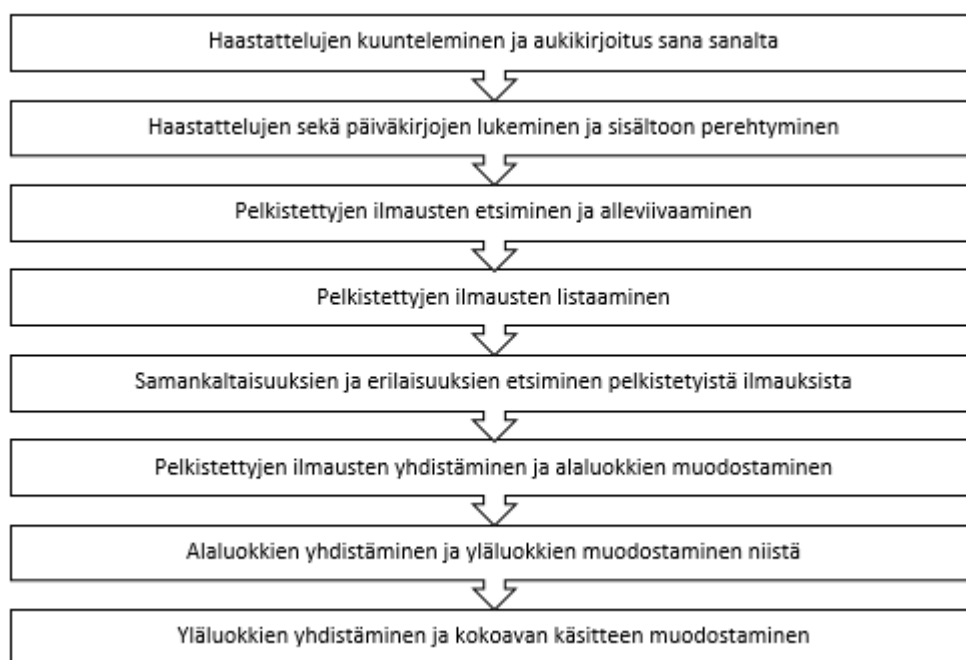 Haastattelujen kuunteleminen ja aukikirjoitus sana sanalta
Haastattelujen sekä päiväkirjojen lukeminen ja sisältoon perehtyminen
Pelkistettyjen ilmausten etsiminen ja alleviivaaminen
Pelkistettyjen ilmausten listaaminen
Samankaltaisuuksien ja erilaisuuksien etsiminen pelkistetyistä ilmauksista
Pelkistettyjen ilmausten yhdistäminen ja alaluokkien muodostaminen
Alaluokkien yhdistäminen ja yläluokkien muodostaminen niistä
Yläluokkien yhdistäminen ja kokoavan käsitteen muodostaminen